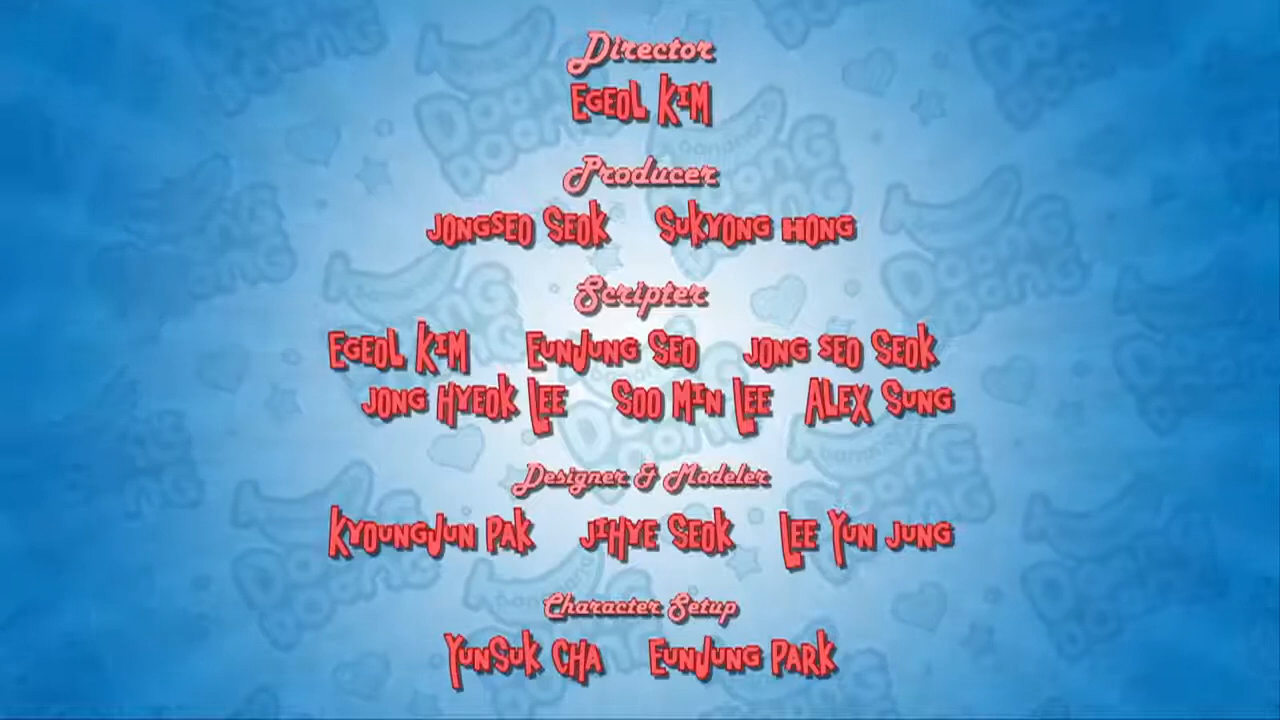 Director
EGEOL KIM
Producer
JONGSEO SEOK SUKYONG HONG
Scripter
EGEOL KIM EUNJUNG SEO JONG SEO SEOK
JONG HYEOK LEE SOO MIN LEE ALEX SUNG
Designer & Modeler
KYOUNGJUN PAK JIHYE SEOK LEE YUN JUNG
Character Setup
YUNSUK CHA EUNJUNG PARK